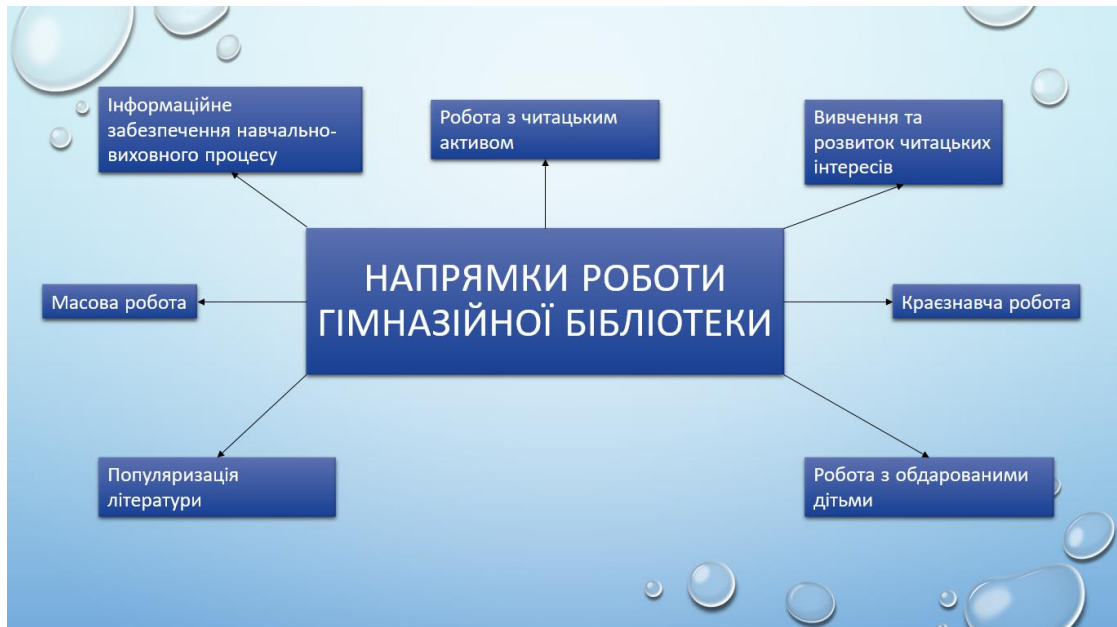 Інформаційне
забезпечення навчально-
виховного процесу
Робота з читацьким
активом
Вивчення та
розвиток читацьких
інтересів
НАПРЯМКИ РОБОТИ
ГІМНАЗІЙНОЇ БІБЛІОТЕКИ
Масова робота
Краєзнавча робота
Популяризація
літератури
Робота з обдарованими
дітьми